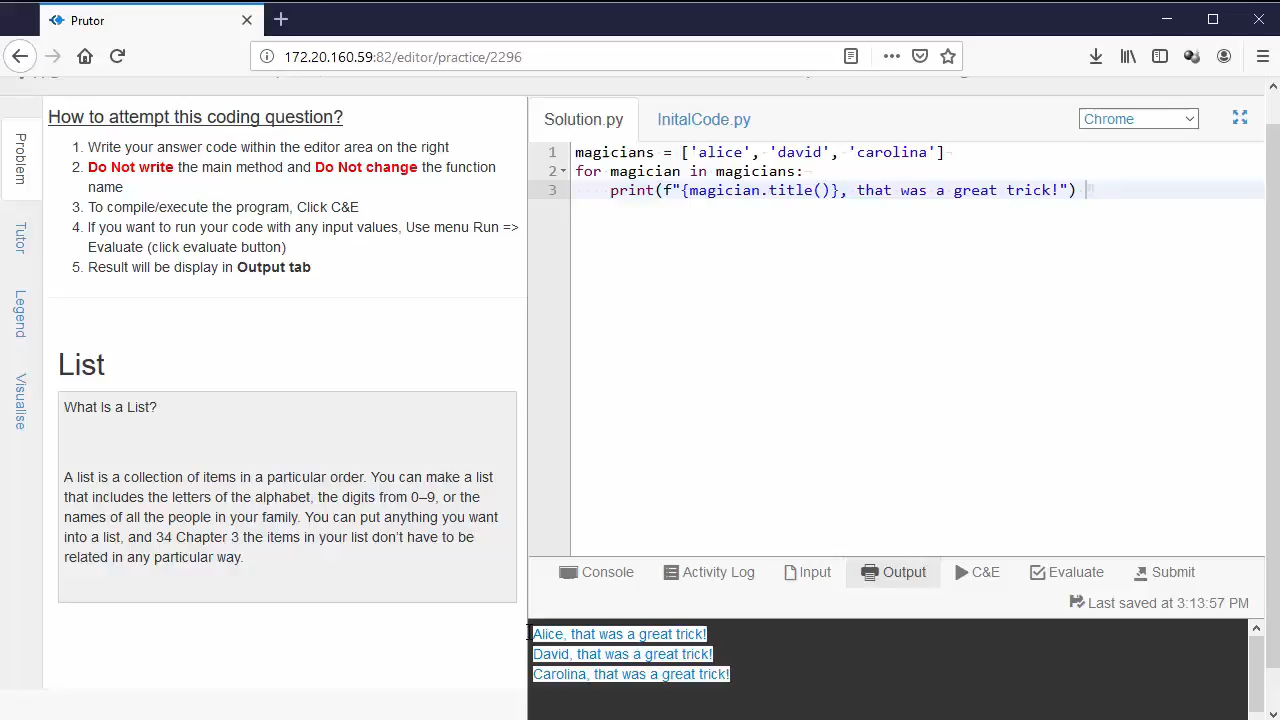 Prutor
172.20.160.59:82/editor/practice/2296
How to attempt this coding question?
1. Write your answer code within the editor area on the right
2. Do Not write the main method and Do Not change the function
name
3. To compile/execute the program, Click C&E
4. If you want to run your code with any input values, Use menu Run =>
Evaluate (click evaluate button)
5. Result will be display in Output tab
Problem
Tutor
Legend
Visualise
List
What Is a List?
A list is a collection of items in a particular order. You can make a list
that includes the letters of the alphabet, the digits from 0–9, or the
names of all the people in your family. You can put anything you want
into a list, and 34 Chapter 3 the items in your list don't have to be
related in any particular way.
Solution.py
InitalCode.py
Chrome
1 magicians = ['alice', 'david', 'carolina']
2 for magician in magicians:
3 print(f"{magician.title()}, that was a great trick!")
Console
Activity Log
Input
Output
C&E
Evaluate
Submit
Last saved at 3:13:57 PM
Alice, that was a great trick!
David, that was a great trick!
Carolina, that was a great trick!